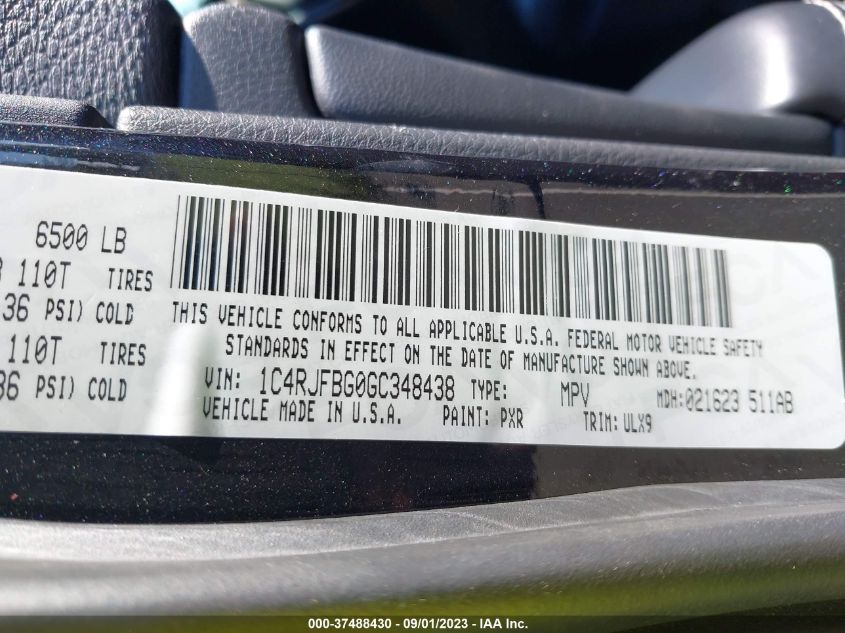 6500 LB
110T TIRES
36 PSI) COLD
110T TIRES
36 PSI) COLD
THIS VEHICLE CONFORMS TO ALL APPLICABLE U.S.A. FEDERAL MOTOR VEHICLE SAFETY
STANDARDS IN EFFECT ON THE DATE OF MANUFACTURE SHOWN ABOVE.
VIN: 1C4RJFBG0GC348438 TYPE: MPV MDH:021623 511AB
VEHICLE MADE IN U.S.A. PAINT: PXR TRIM: ULX9
000-37488430 - 09/01/2023 - IAA Inc.